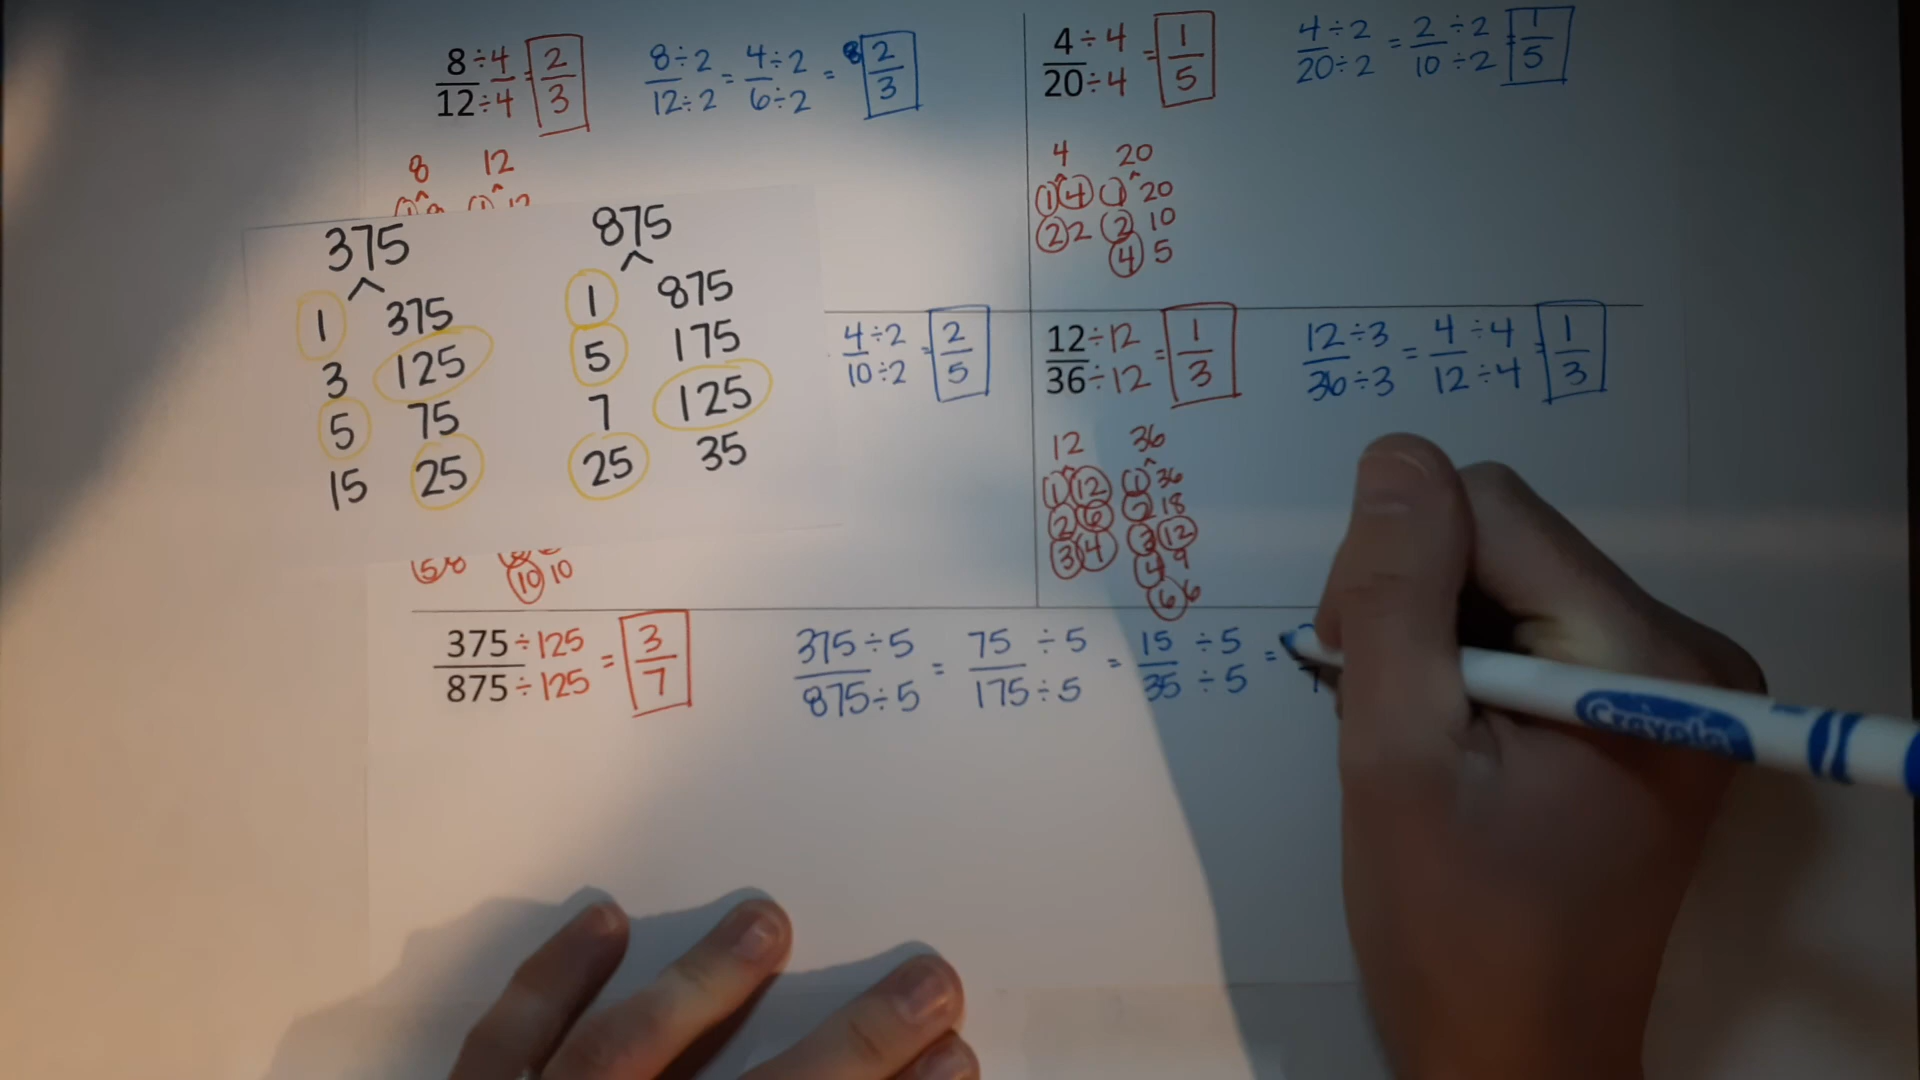 8÷4 / 12÷4 = 2/3
8÷2 / 12÷2 = 4÷2 / 6÷2 = 2/3
8 12
375 875
1 375 1 875
3 125 5 175
5 75 7 125
15 25 25 35
10 10
4÷2 / 10÷2 = 2/5
4÷4 / 20÷4 = 1/5
4÷2 / 20÷2 = 2÷2 / 10÷2 = 1/5
4 20
1 4 1 20
2 2 2 10
4 5
12÷12 / 36÷12 = 1/3
12÷3 / 36÷3 = 4÷4 / 12÷4 = 1/3
12 36
1 12 1 36
2 6 2 18
3 4 3 12
4 9
6 6
375÷125 / 875÷125 = 3/7
375÷5 / 875÷5 = 75÷5 / 175÷5 = 15÷5 / 35÷5 =
Crayola